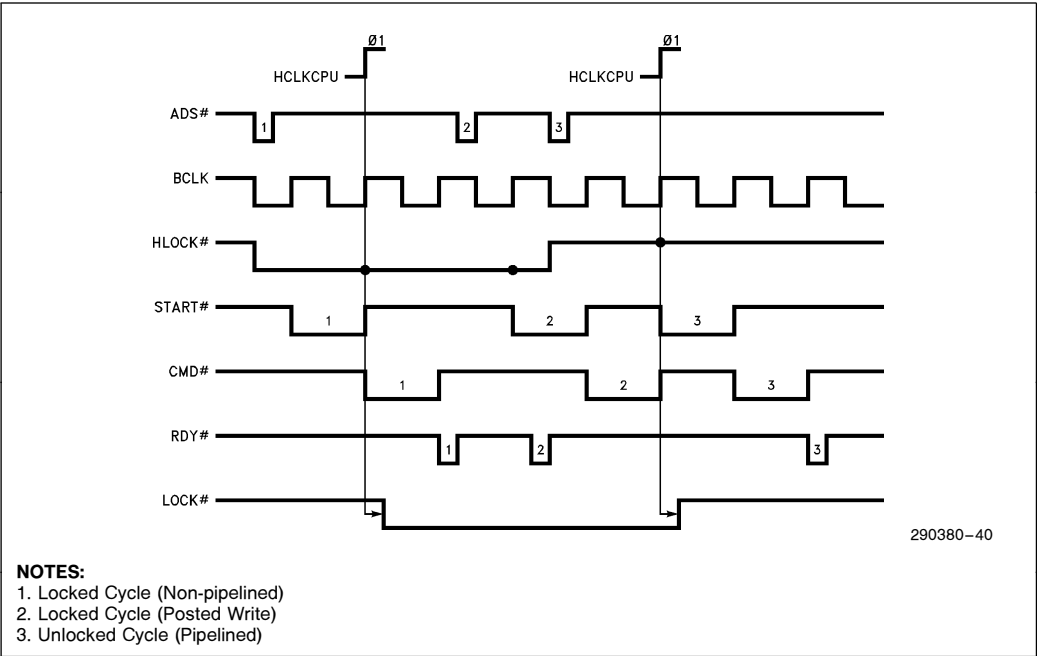 Ø1 Ø1
HCLKCPU HCLKCPU
ADS# 1 2 3
BCLK
HLOCK#
START# 1 2 3
CMD# 1 2 3
RDY# 1 2 3
LOCK#
290380–40
NOTES:
1. Locked Cycle (Non-pipelined)
2. Locked Cycle (Posted Write)
3. Unlocked Cycle (Pipelined)